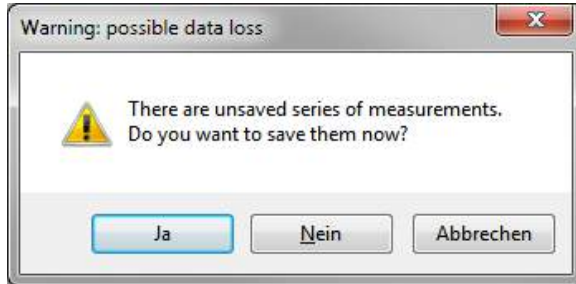 Warning: possible data loss
There are unsaved series of measurements.
Do you want to save them now?
Ja
Nein
Abbrechen